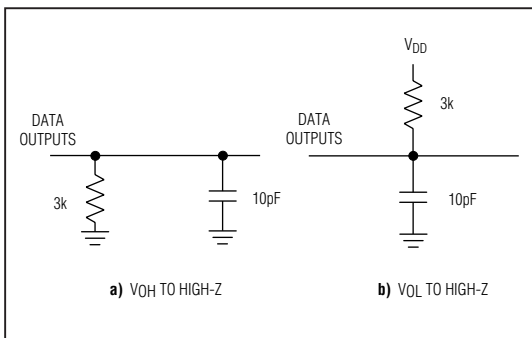 VDD
3k
DATA
OUTPUTS
3k
10pF
a) VOH TO HIGH-Z
DATA
OUTPUTS
10pF
b) VOL TO HIGH-Z